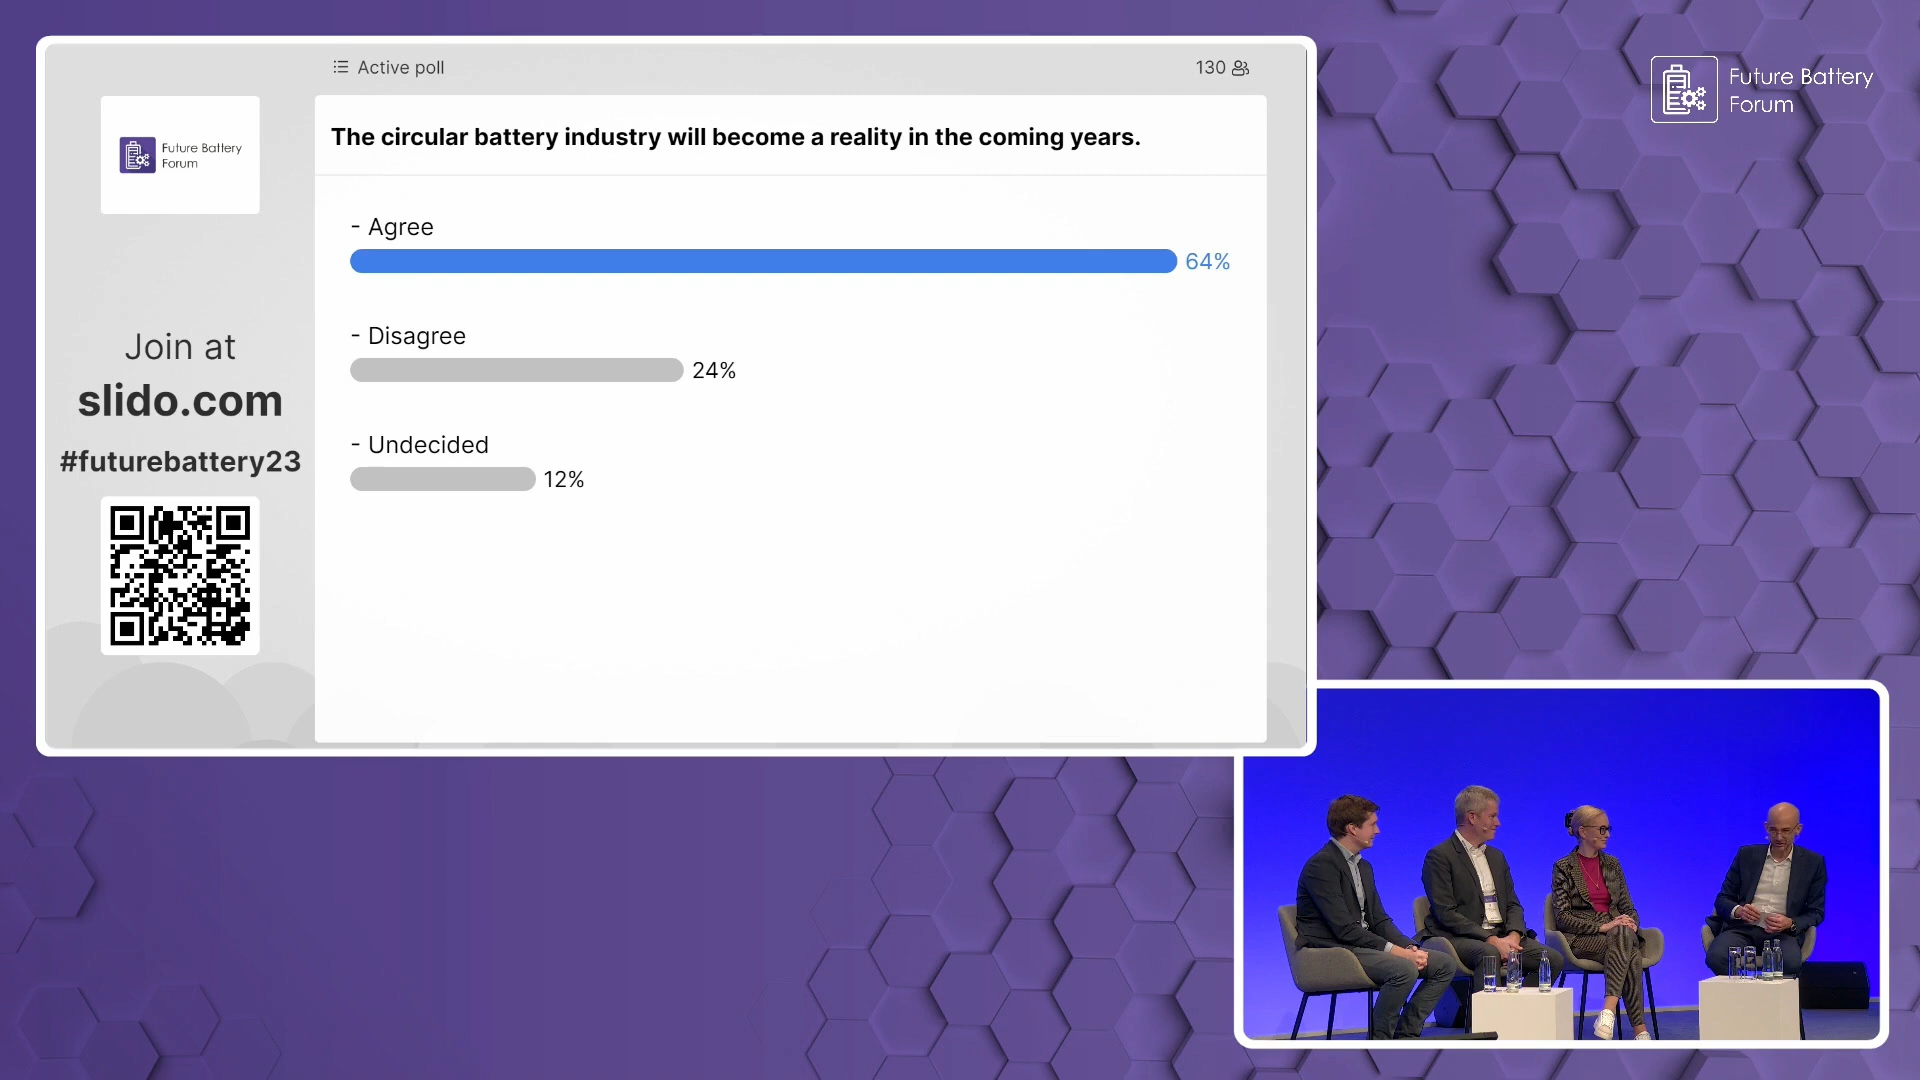 Active poll
130
Future Battery
Forum
The circular battery industry will become a reality in the coming years.
- Agree
64%
- Disagree
24%
- Undecided
12%
Join at
slido.com
#futurebattery23
Future Battery
Forum